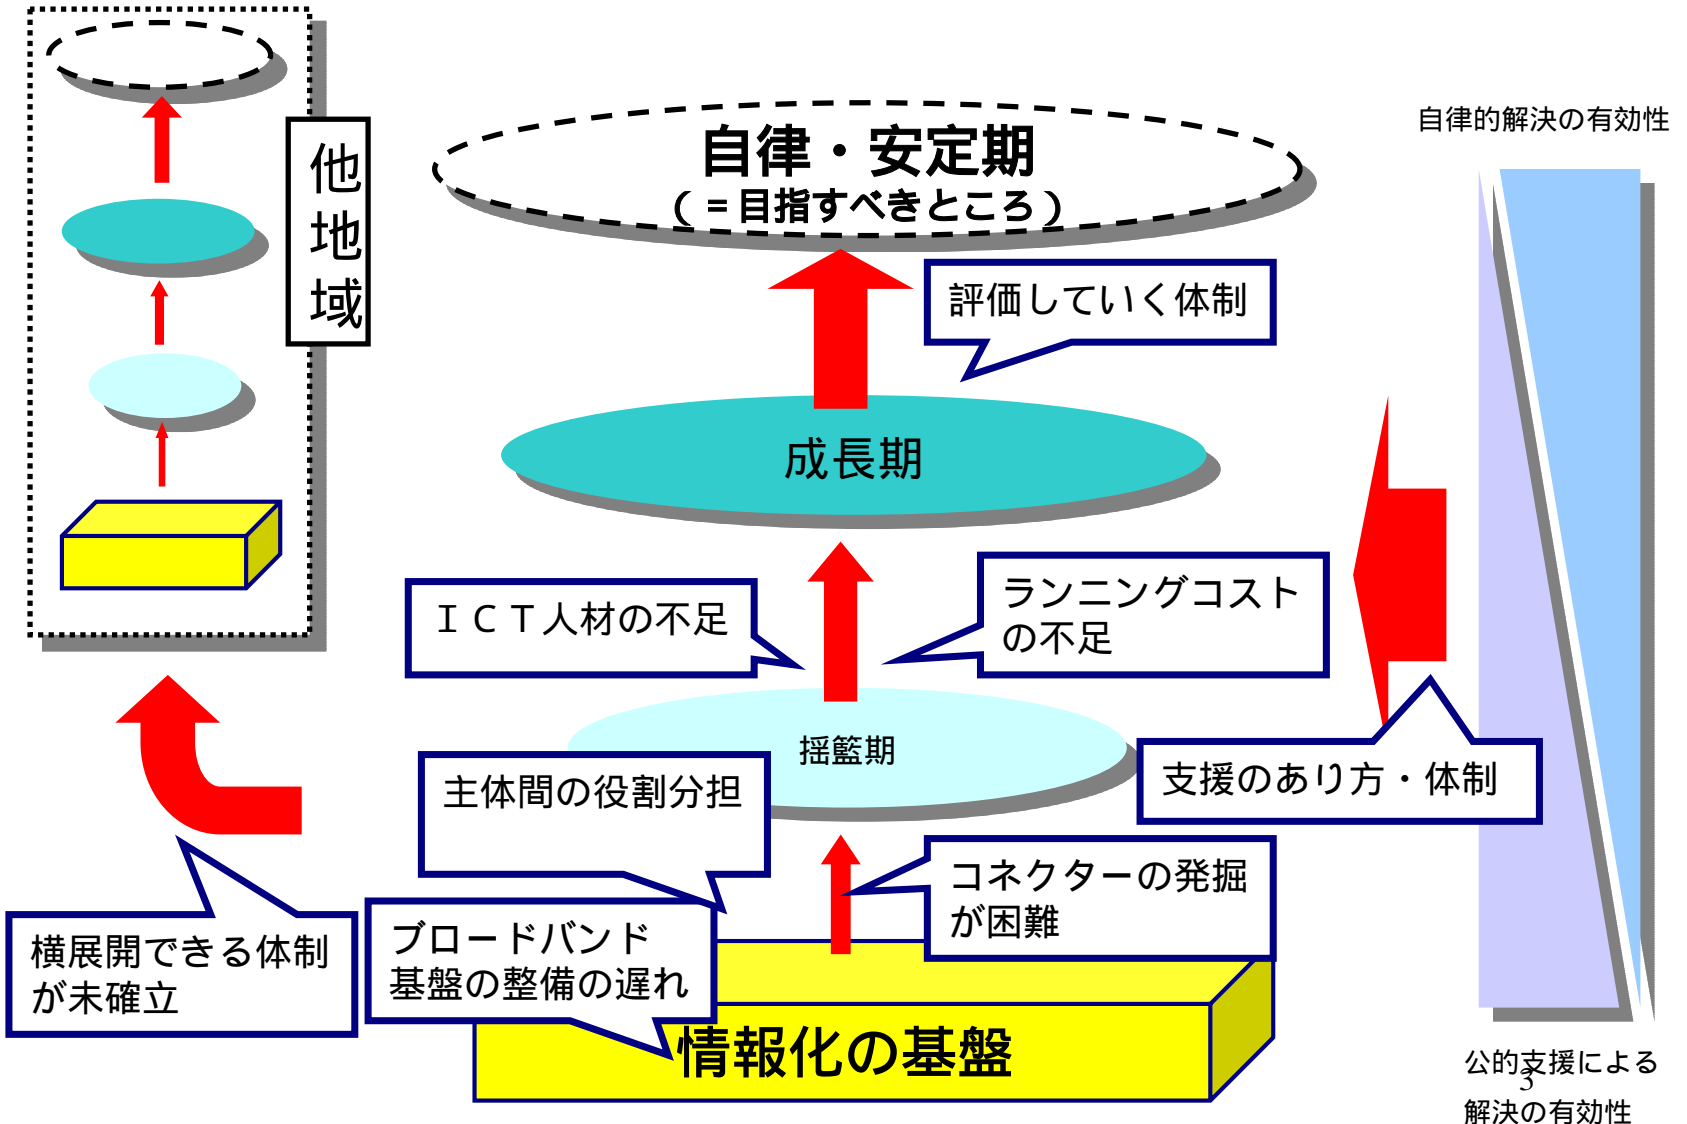 他
地
域
自律・安定期
(＝目指すべきところ)
自律的解決の有効性
評価していく体制
成長期
ＩＣＴ人材の不足
ランニングコスト
の不足
揺籃期
主体間の役割分担
支援のあり方・体制
コネクターの発掘
が困難
横展開できる体制
が未確立
ブロードバンド
基盤の整備の遅れ
情報化の基盤
公的支援による
解決の有効性
3